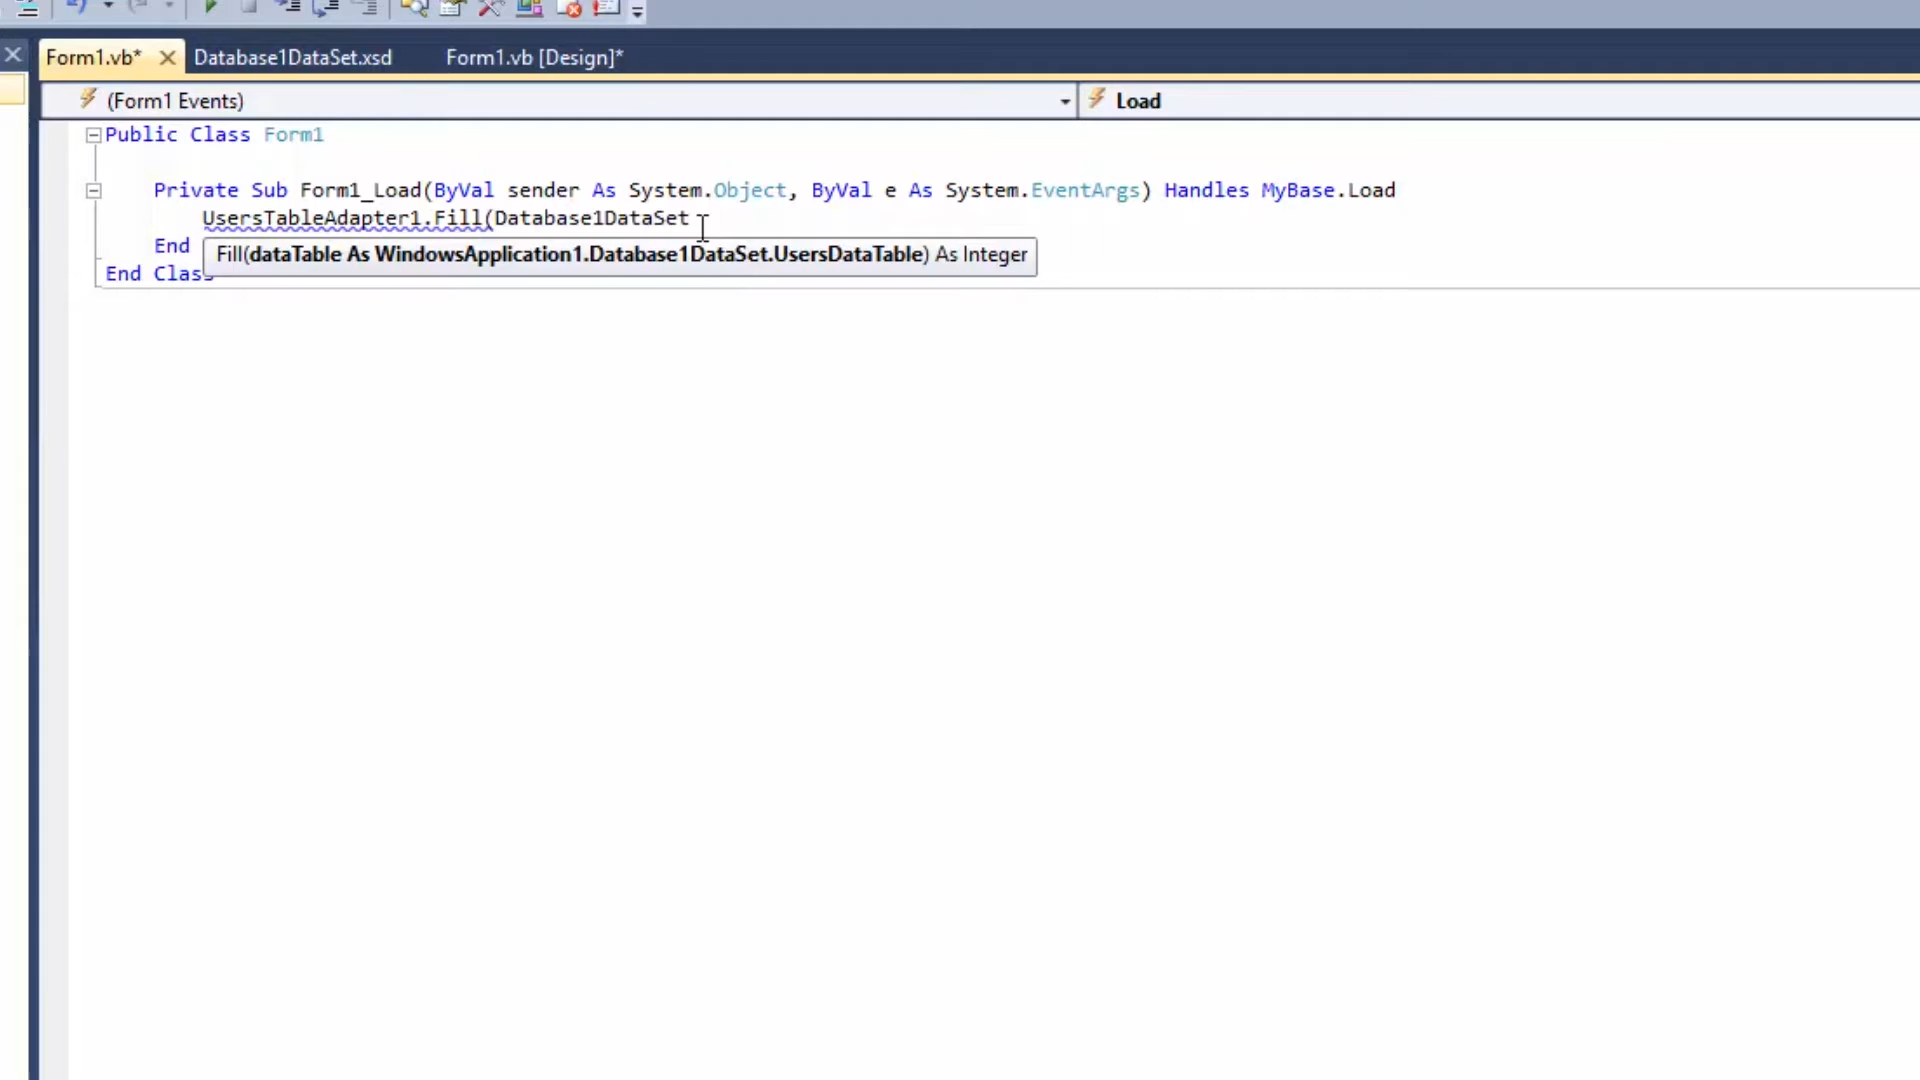 Form1.vb* Database1DataSet.xsd Form1.vb [Design]*
(Form1 Events) Load
Public Class Form1
Private Sub Form1_Load(ByVal sender As System.Object, ByVal e As System.EventArgs) Handles MyBase.Load
UsersTableAdapter1.Fill(Database1DataSet
End
Fill(dataTable As WindowsApplication1.Database1DataSet.UsersDataTable) As Integer
End Class